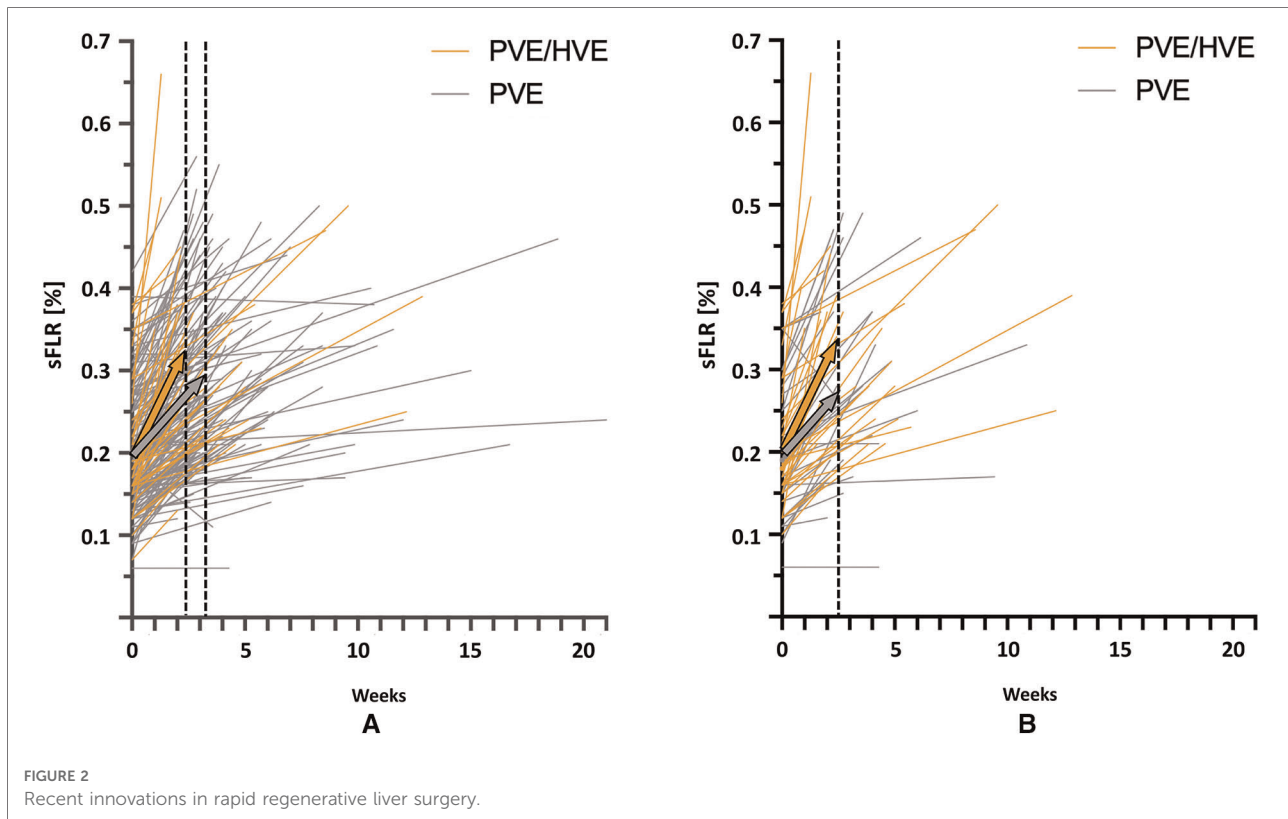 PVE/HVE
PVE
0.7
0.6
0.5
0.4
0.3
0.2
0.1
sFLR [%]
0 5 10 15 20
Weeks
A
PVE/HVE
PVE
0.7
0.6
0.5
0.4
0.3
0.2
0.1
sFLR [%]
0 5 10 15 20
Weeks
B
FIGURE 2
Recent innovations in rapid regenerative liver surgery.